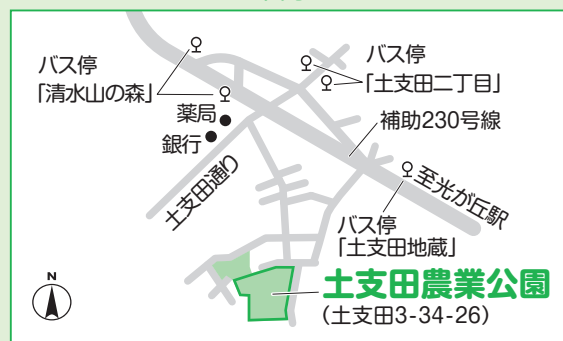 バス停
「清水山の森」
薬局
銀行
土支田通り
バス停
「土支田二丁目」
補助230号線
至光が丘駅
バス停
「土支田地蔵」
N
土支田農業公園
(土支田3-34-26)